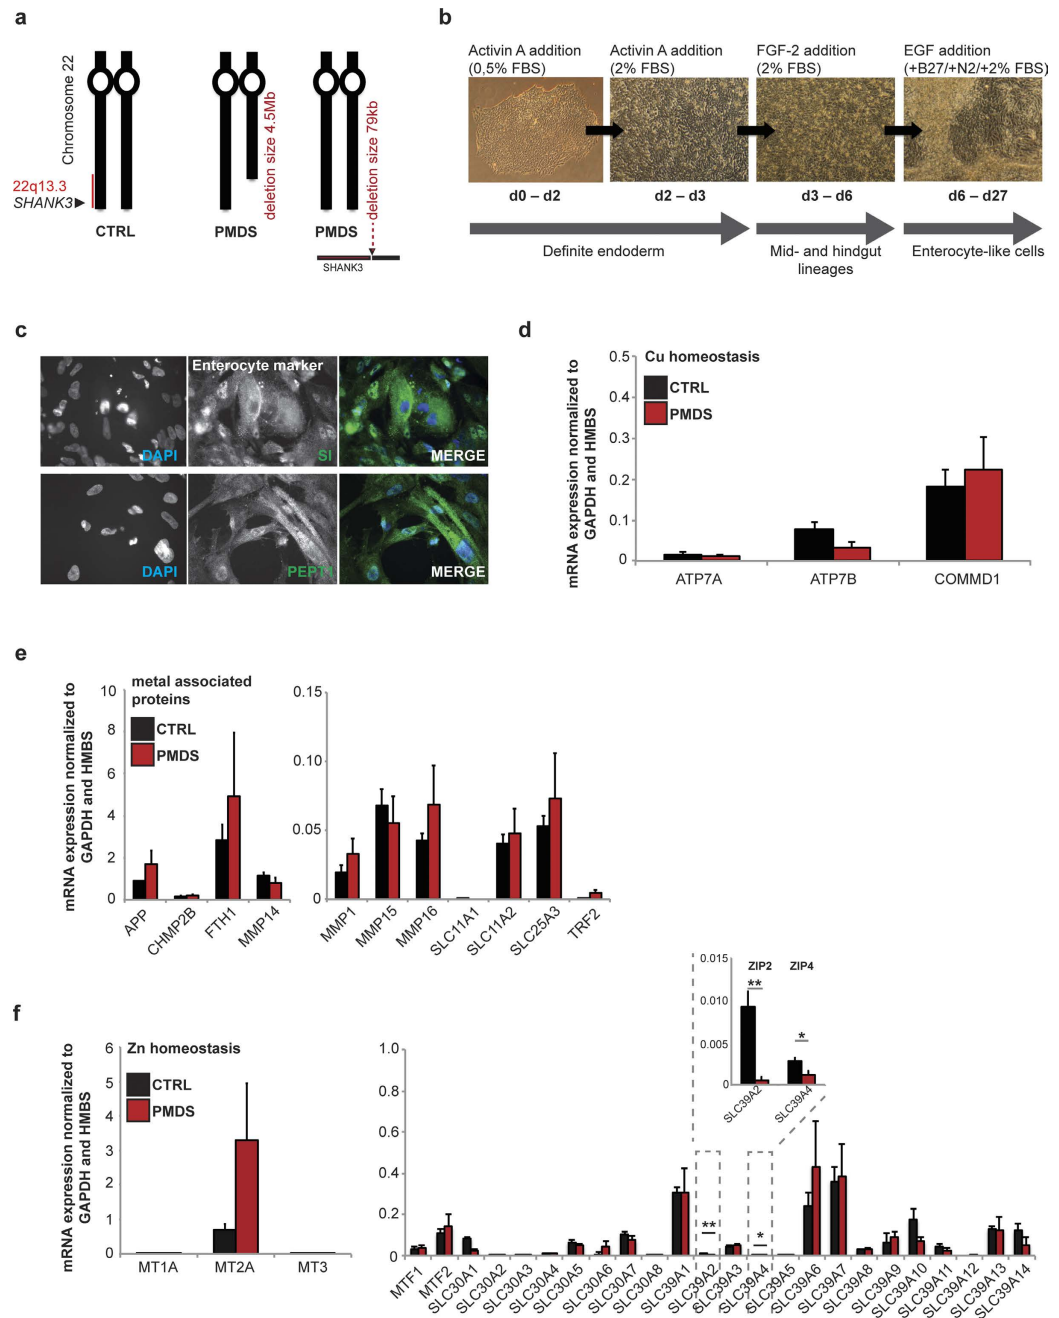 a
Chromosome 22
22q13.3
SHANK3
CTRL
PMDS
deletion size 4.5Mb
PMDS
deletion size 79kb
SHANK3
b
Activin A addition
(0,5% FBS)
Activin A addition
(2% FBS)
FGF-2 addition
(2% FBS)
EGF addition
(+B27/+N2/+2% FBS)
d0 – d2
d2 – d3
d3 – d6
d6 – d27
Definite endoderm
Mid- and hindgut
lineages
Enterocyte-like cells
c
DAPI
Enterocyte marker
SI
MERGE
DAPI
PEPT1
MERGE
d
mRNA expression normalized to
GAPDH and HMBS
Cu homeostasis
CTRL
PMDS
0.5
0.4
0.3
0.2
0.1
0
ATP7A
ATP7B
COMMD1
e
mRNA expression normalized to
GAPDH and HMBS
metal associated
proteins
CTRL
PMDS
10
8
6
4
2
0
APP
CHMP2B
FTH1
MMP14
0.15
0.10
0.05
0
MMP1
MMP15
MMP16
SLC11A1
SLC11A2
SLC25A3
TRF2
f
mRNA expression normalized to
GAPDH and HMBS
Zn homeostasis
CTRL
PMDS
6
5
4
3
2
1
0
MT1A
MT2A
MT3
1.0
0.8
0.6
0.4
0.2
0
**
*
MTF1
MTF2
SLC30A1
SLC30A2
SLC30A3
SLC30A4
SLC30A5
SLC30A6
SLC30A7
SLC30A8
SLC39A1
SLC39A2
SLC39A3
SLC39A4
SLC39A5
SLC39A6
SLC39A7
SLC39A8
SLC39A9
SLC39A10
SLC39A11
SLC39A12
SLC39A13
SLC39A14
0.015
0.010
0.005
0
ZIP2
ZIP4
**
*
SLC39A2
SLC39A4